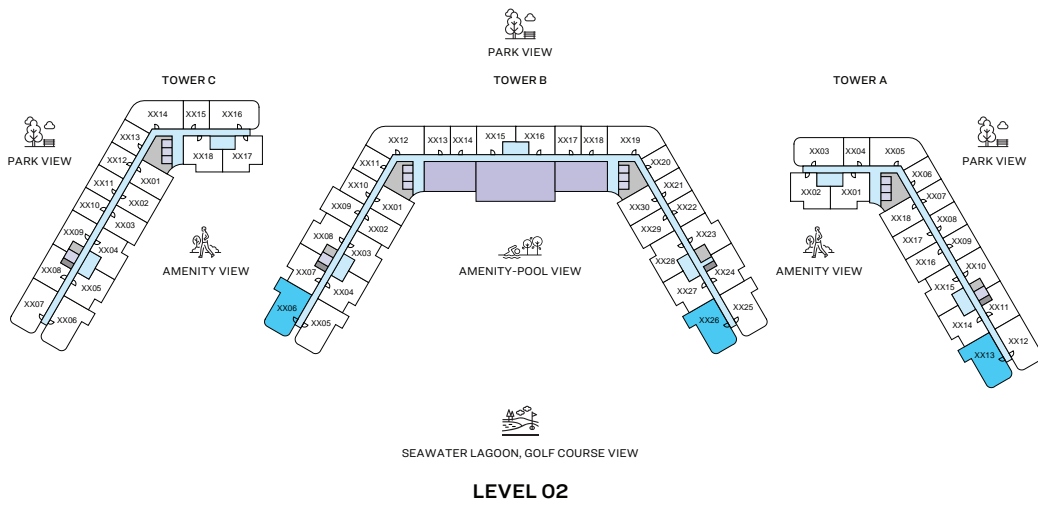 PARK VIEW
TOWER C
TOWER B
TOWER A
PARK VIEW
PARK VIEW
XX14
XX15
XX16
XX13
XX12
XX11
XX10
XX09
XX08
XX07
XX18
XX17
XX01
XX02
XX03
XX04
XX05
XX06
AMENITY VIEW
XX12
XX13
XX14
XX15
XX16
XX17
XX18
XX19
XX11
XX10
XX09
XX08
XX07
XX06
XX01
XX02
XX03
XX04
XX05
XX20
XX21
XX22
XX23
XX24
XX25
XX30
XX29
XX28
XX27
XX26
AMENITY-POOL VIEW
XX03
XX04
XX05
XX02
XX01
XX06
XX07
XX08
XX09
XX10
XX11
XX12
XX18
XX17
XX16
XX15
XX14
XX13
AMENITY VIEW
SEAWATER LAGOON, GOLF COURSE VIEW
LEVEL 02